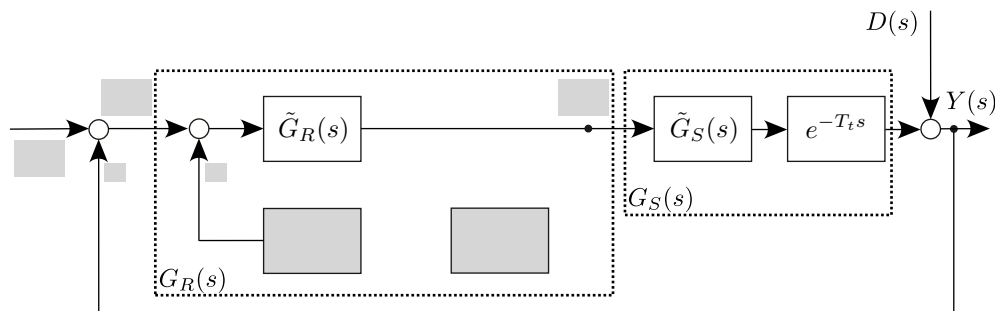 D(s)
Y(s)
G̃_R(s)
G̃_S(s)
e^{-T_t s}
G_S(s)
G_R(s)